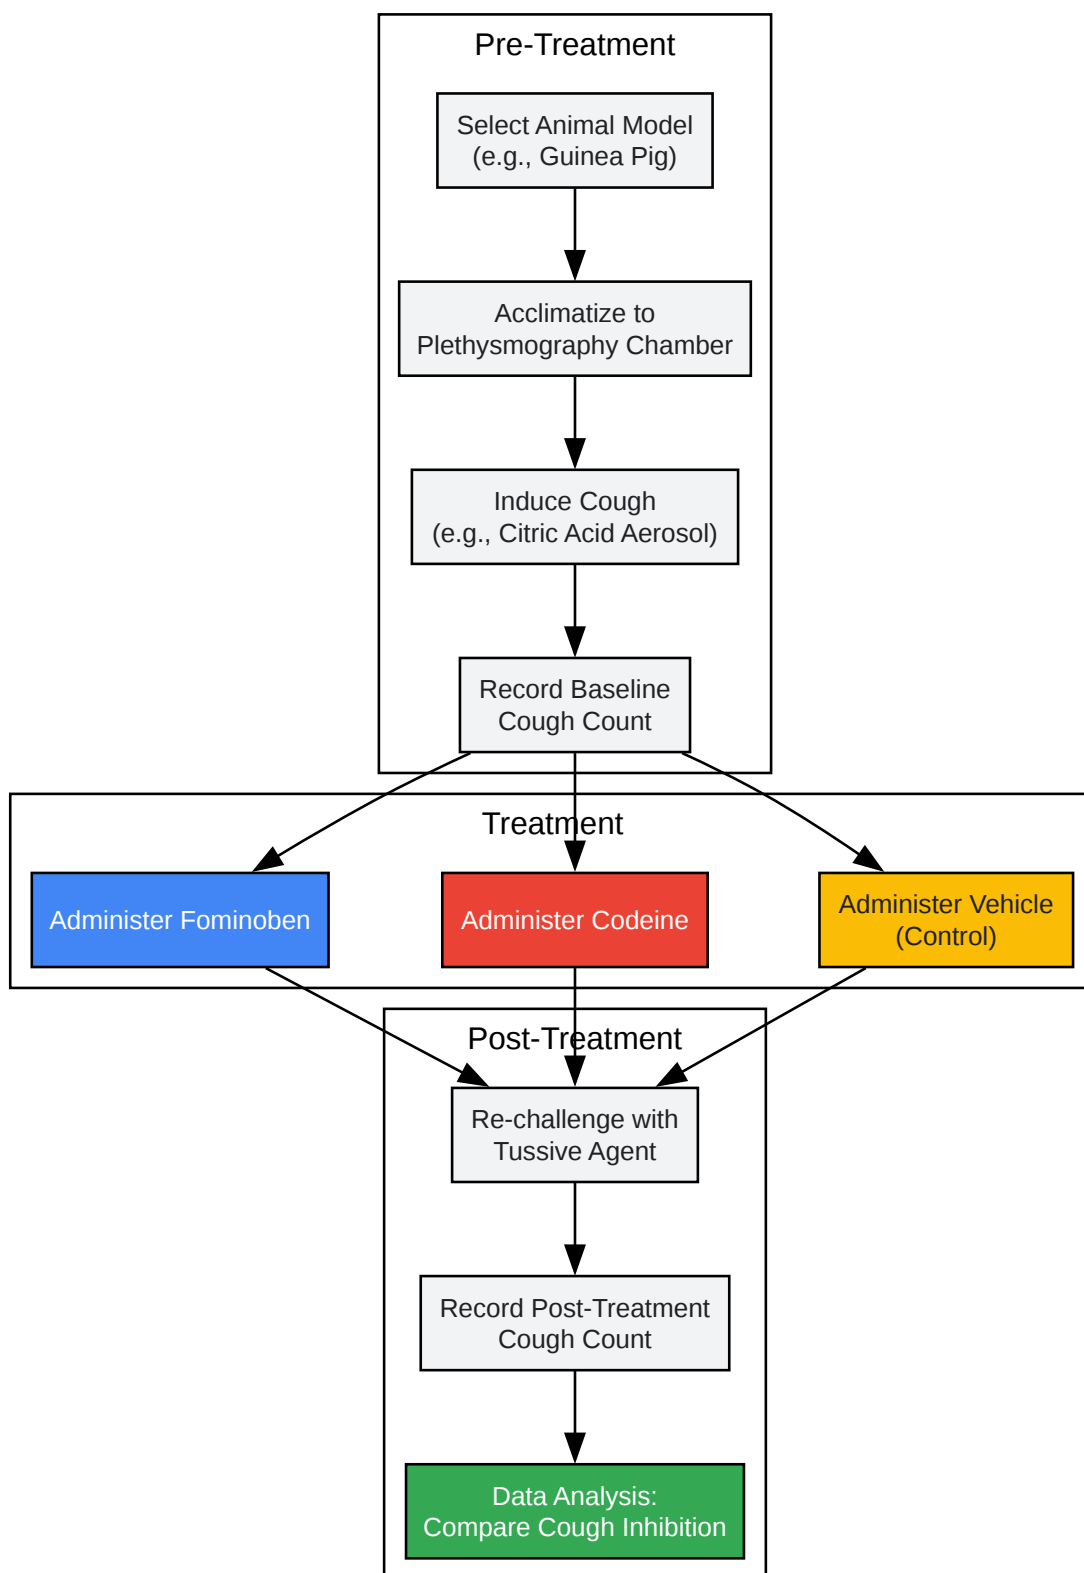 Pre-Treatment
Select Animal Model
(e.g., Guinea Pig)
Acclimatize to
Plethysmography Chamber
Induce Cough
(e.g., Citric Acid Aerosol)
Record Baseline
Cough Count
Treatment
Administer Fominoben
Administer Codeine
Administer Vehicle
(Control)
Post-Treatment
Re-challenge with
Tussive Agent
Record Post-Treatment
Cough Count
Data Analysis:
Compare Cough Inhibition